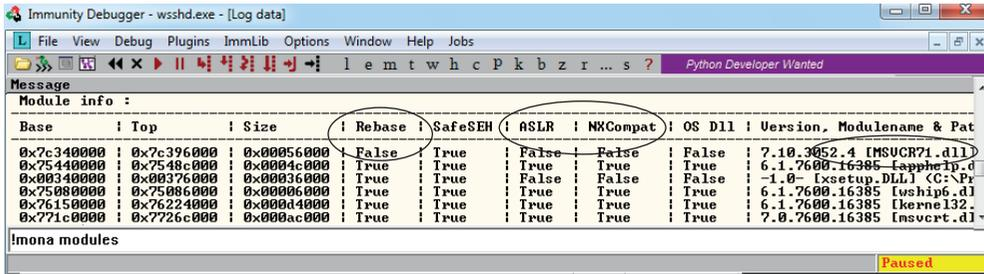 Immunity Debugger - wsshd.exe - [Log data]
L File View Debug Plugins ImmLib Options Window Help Jobs
l e m t w h c P k b z r ... s ? Python Developer Wanted
Message
Module info :
Base | Top | Size | Rebase | SafeSEH | ASLR | NXCompat | OS Dll | Version, Modulename & Pat
0x7c340000 | 0x7c396000 | 0x00056000 | False | True | False | False | False | 7.10.3052.4 [MSVCR71.dll]
0x75440000 | 0x7548c000 | 0x0004c000 | True | True | True | True | True | 6.1.7600.16385 [apphelp.d
0x00340000 | 0x00376000 | 0x00036000 | True | True | False | False | False | -1.0- [xsetup.DLL] (C:\Pr
0x75080000 | 0x75086000 | 0x00006000 | True | True | True | True | True | 6.1.7600.16385 [wship6.dl
0x76150000 | 0x76224000 | 0x000d4000 | True | True | True | True | True | 6.1.7600.16385 [kernel32.
0x771c0000 | 0x7726c000 | 0x000ac000 | True | True | True | True | True | 7.0.7600.16385 [msvcrt.dl
!mona modules
Paused